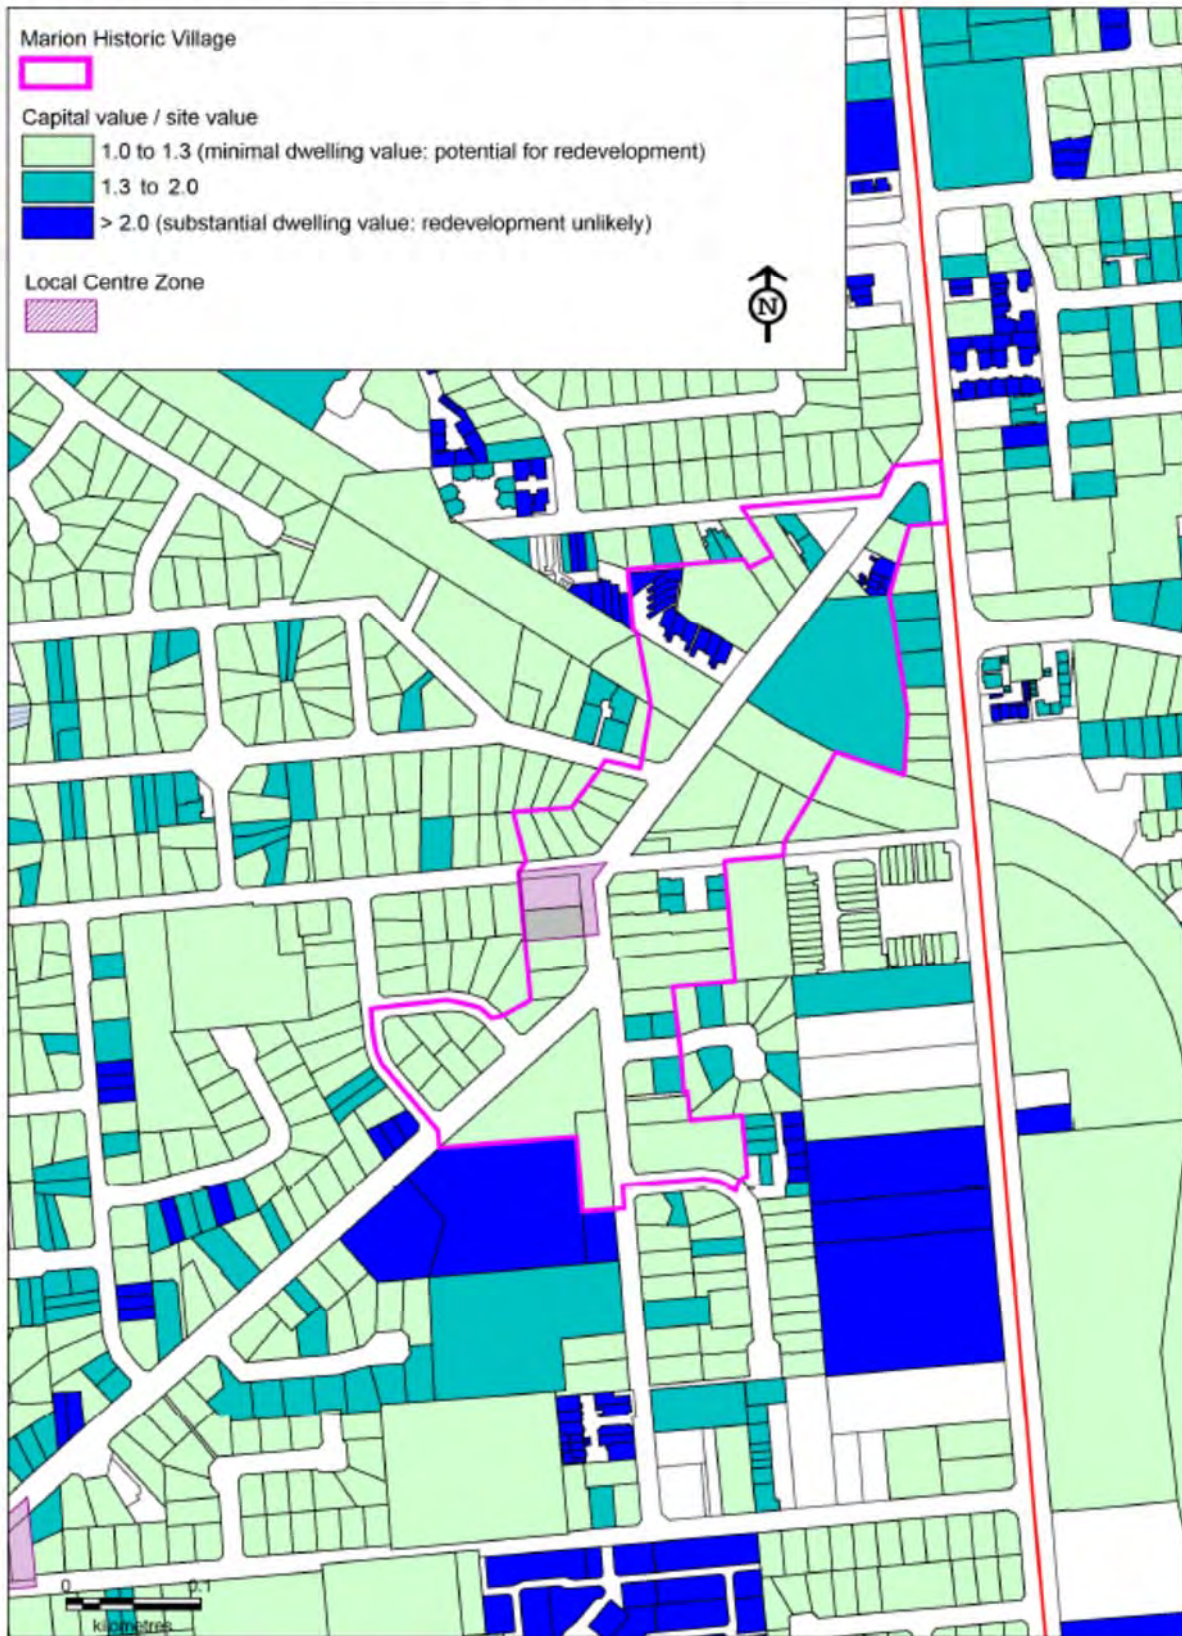 Marion Historic Village
Capital value / site value
1.0 to 1.3 (minimal dwelling value: potential for redevelopment)
1.3 to 2.0
> 2.0 (substantial dwelling value: redevelopment unlikely)
Local Centre Zone
N
0 0.1
kilometres